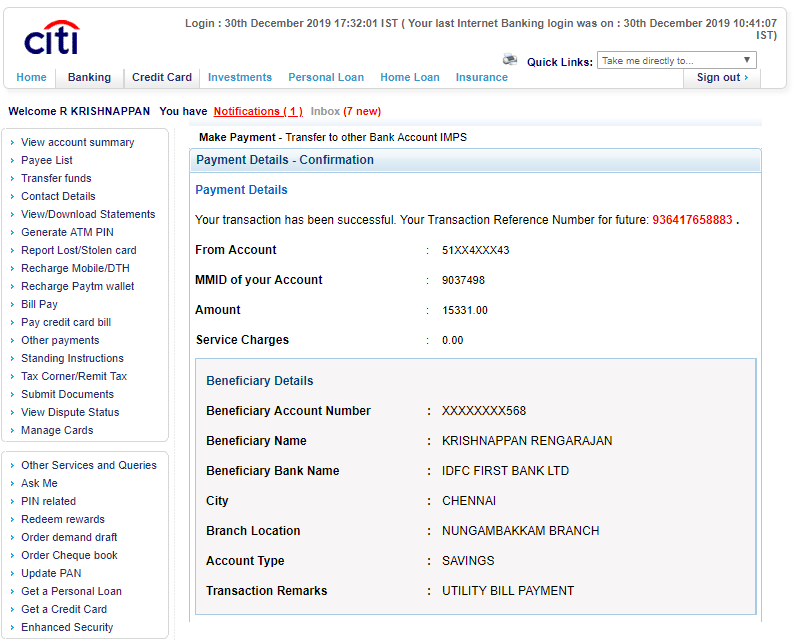 citi
Login : 30th December 2019 17:32:01 IST ( Your last Internet Banking login was on : 30th December 2019 10:41:07
IST)
Quick Links: Take me directly to...
Home Banking Credit Card Investments Personal Loan Home Loan Insurance Sign out ›
Welcome R KRISHNAPPAN You have Notifications ( 1 ) Inbox (7 new)
View account summary
Payee List
Transfer funds
Contact Details
View/Download Statements
Generate ATM PIN
Report Lost/Stolen card
Recharge Mobile/DTH
Recharge Paytm wallet
Bill Pay
Pay credit card bill
Other payments
Standing Instructions
Tax Corner/Remit Tax
Submit Documents
View Dispute Status
Manage Cards
Other Services and Queries
Ask Me
PIN related
Redeem rewards
Order demand draft
Order Cheque book
Update PAN
Get a Personal Loan
Get a Credit Card
Enhanced Security
Make Payment - Transfer to other Bank Account IMPS
Payment Details - Confirmation
Payment Details
Your transaction has been successful. Your Transaction Reference Number for future: 936417658883 .
From Account : 51XX4XXX43
MMID of your Account : 9037498
Amount : 15331.00
Service Charges : 0.00
Beneficiary Details
Beneficiary Account Number : XXXXXXXX568
Beneficiary Name : KRISHNAPPAN RENGARAJAN
Beneficiary Bank Name : IDFC FIRST BANK LTD
City : CHENNAI
Branch Location : NUNGAMBAKKAM BRANCH
Account Type : SAVINGS
Transaction Remarks : UTILITY BILL PAYMENT